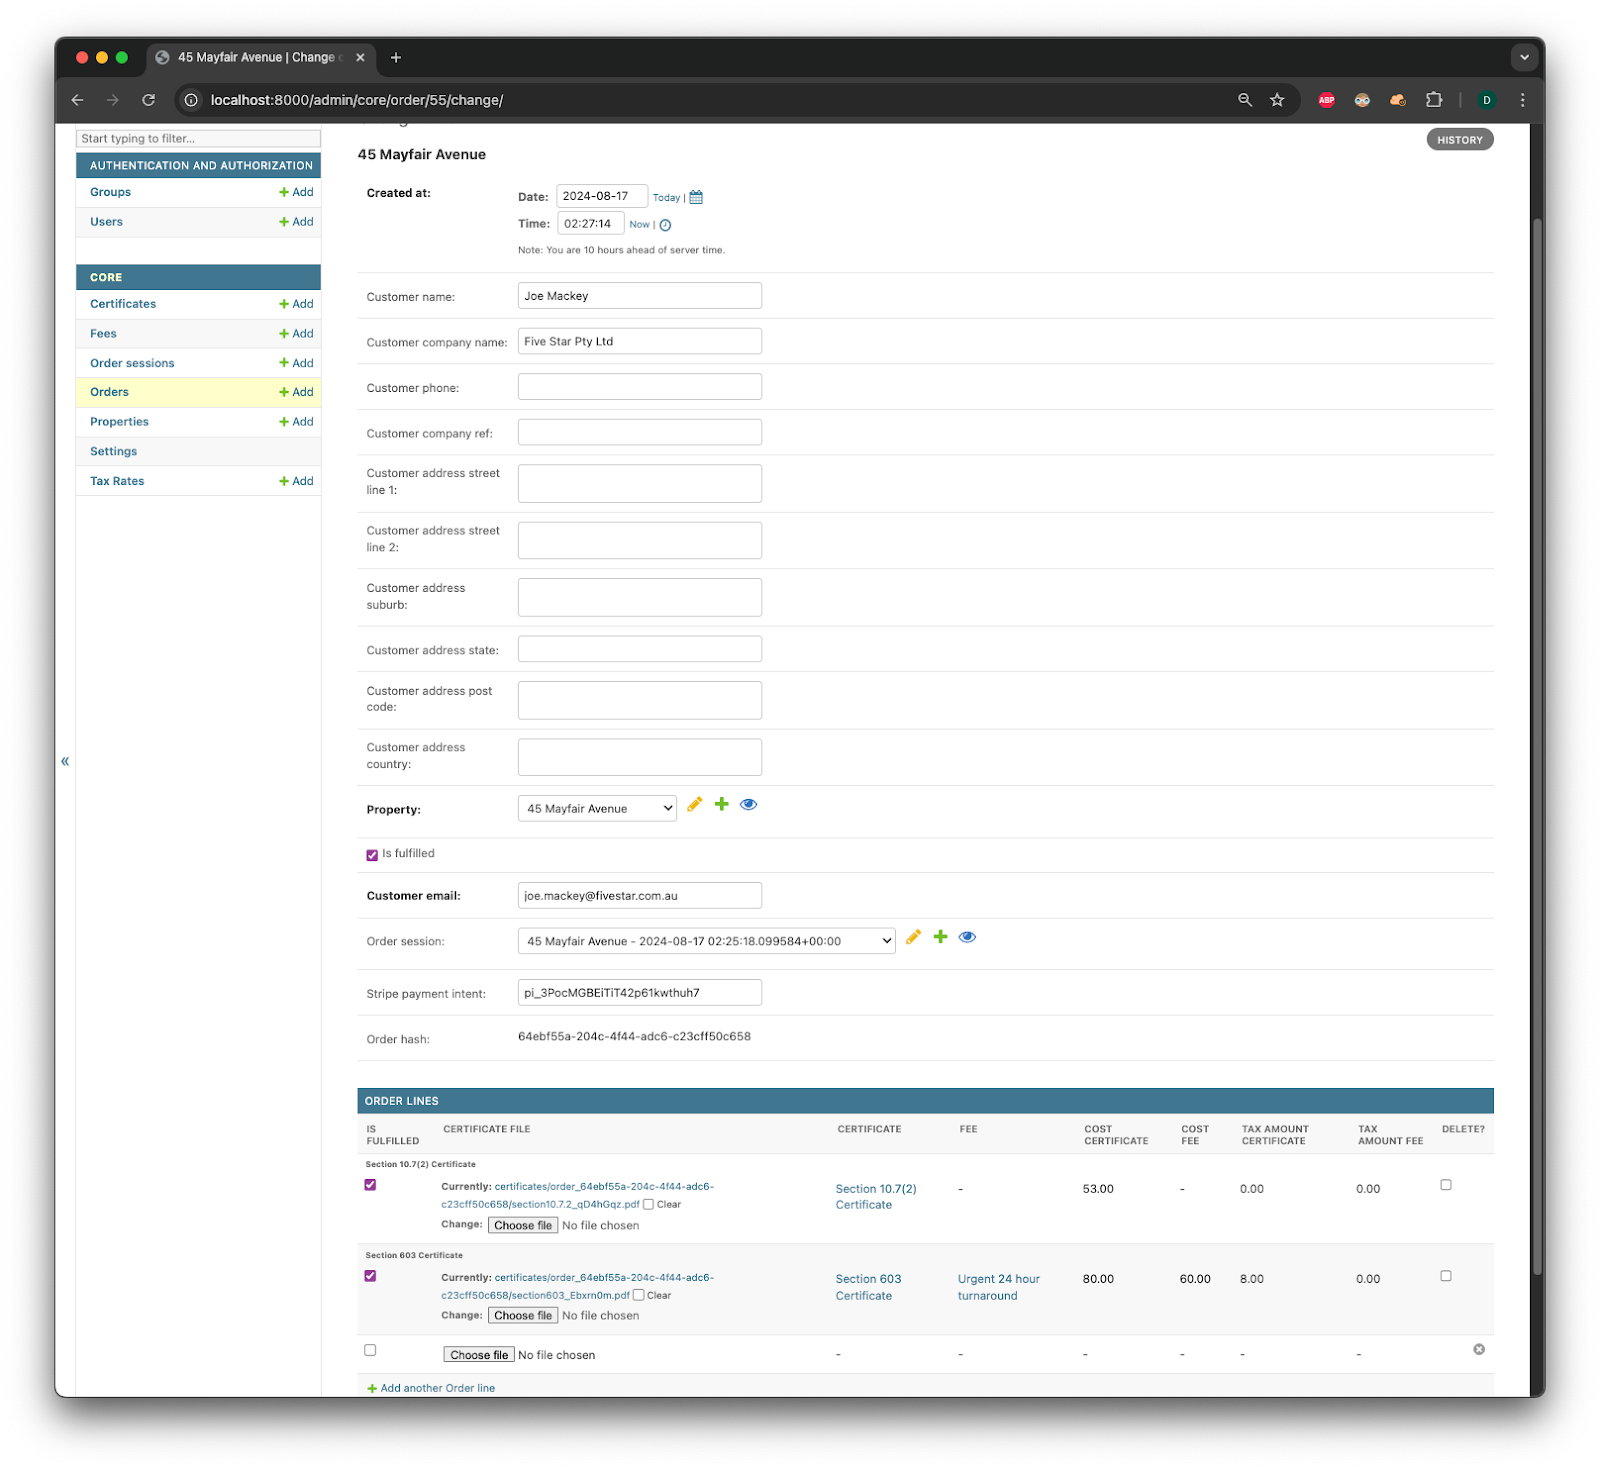 45 Mayfair Avenue | Change
localhost:8000/admin/core/order/55/change/
ABP
D
Start typing to filter...
HISTORY
AUTHENTICATION AND AUTHORIZATION
Groups
Add
Users
Add
CORE
Certificates
Add
Fees
Add
Order sessions
Add
Orders
Add
Properties
Add
Settings
Tax Rates
Add
«
45 Mayfair Avenue
Created at:
Date: 2024-08-17 Today |
Time: 02:27:14 Now |
Note: You are 10 hours ahead of server time.
Customer name: Joe Mackey
Customer company name: Five Star Pty Ltd
Customer phone:
Customer company ref:
Customer address street
line 1:
Customer address street
line 2:
Customer address
suburb:
Customer address state:
Customer address post
code:
Customer address
country:
Property: 45 Mayfair Avenue
Is fulfilled
Customer email: joe.mackey@fivestar.com.au
Order session: 45 Mayfair Avenue - 2024-08-17 02:25:18.099584+00:00
Stripe payment intent: pi_3PocMGBEiTiT42p61kwthuh7
Order hash: 64ebf55a-204c-4f44-adc6-c23cff50c658
ORDER LINES
IS FULFILLED CERTIFICATE FILE CERTIFICATE FEE COST CERTIFICATE COST FEE TAX AMOUNT CERTIFICATE TAX AMOUNT FEE DELETE?
Section 10.7(2) Certificate
Currently: certificates/order_64ebf55a-204c-4f44-adc6-
c23cff50c658/section10.7.2_qD4hGqz.pdf Clear
Change: Choose file No file chosen
Section 10.7(2)
Certificate
- 53.00 - 0.00 0.00
Section 603 Certificate
Currently: certificates/order_64ebf55a-204c-4f44-adc6-
c23cff50c658/section603_Ebxrn0m.pdf Clear
Change: Choose file No file chosen
Section 603
Certificate
Urgent 24 hour
turnaround
80.00 60.00 8.00 0.00
Choose file No file chosen - - - - - -
Add another Order line